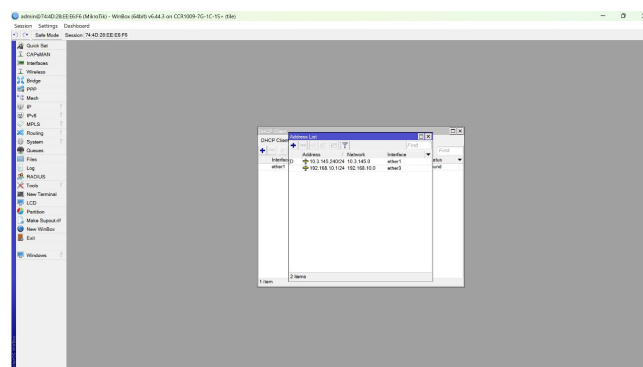 admin@74:4D:28:EE:E6:F6 (MikroTik) - WinBox (64bit) v6.44.3 on CCR1009-7G-1C-1S+ (tile)
Session Settings Dashboard
Safe Mode Session: 74:4D:28:EE:E6:F6
Quick Set
CAPsMAN
Interfaces
Wireless
Bridge
PPP
Mesh
IP
IPv6
MPLS
Routing
System
Queues
Files
Log
RADIUS
Tools
New Terminal
LCD
Partition
Make Supout.rif
New WinBox
Exit
Windows
DHCP Client
DHCP Clien
Find
Interfac
atus
ether1
ound
1 item
Address List
Find
Address Network Interface
D 10.3.145.240/24 10.3.145.0 ether1
192.168.10.1/24 192.168.10.0 ether3
2 items